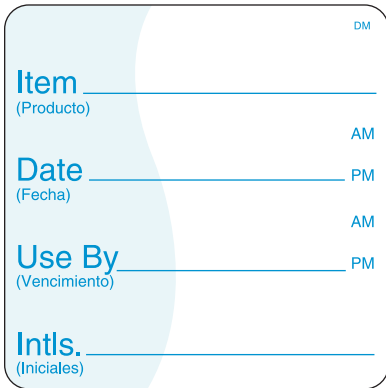 DM
Item
(Producto)
AM
Date PM
(Fecha)
AM
Use By PM
(Vencimiento)
Intls.
(Iniciales)